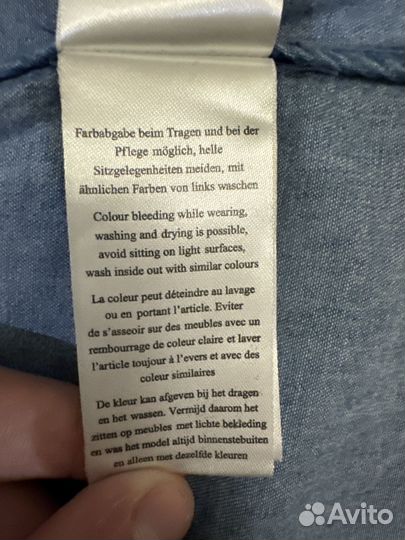 Farbabgabe beim Tragen und bei der
Pflege möglich, helle
Sitzgelegenheiten meiden, mit
ähnlichen Farben von links waschen
Colour bleeding while wearing,
washing and drying is possible,
avoid sitting on light surfaces,
wash inside out with similar colours
La couleur peut déteindre au lavage
ou en portant l'article. Eviter
de s'asseoir sur des meubles avec un
rembourrage de couleur claire et laver
l'article toujour à l'evers et avec des
couleur similaires
De kleur kan afgeven bij het dragen
en het wassen. Vermijd daarom het
zitten op meubles met lichte bekleding
en was het model altijd binnenstebuiten
en alleen met dezelfde kleuren
Avito